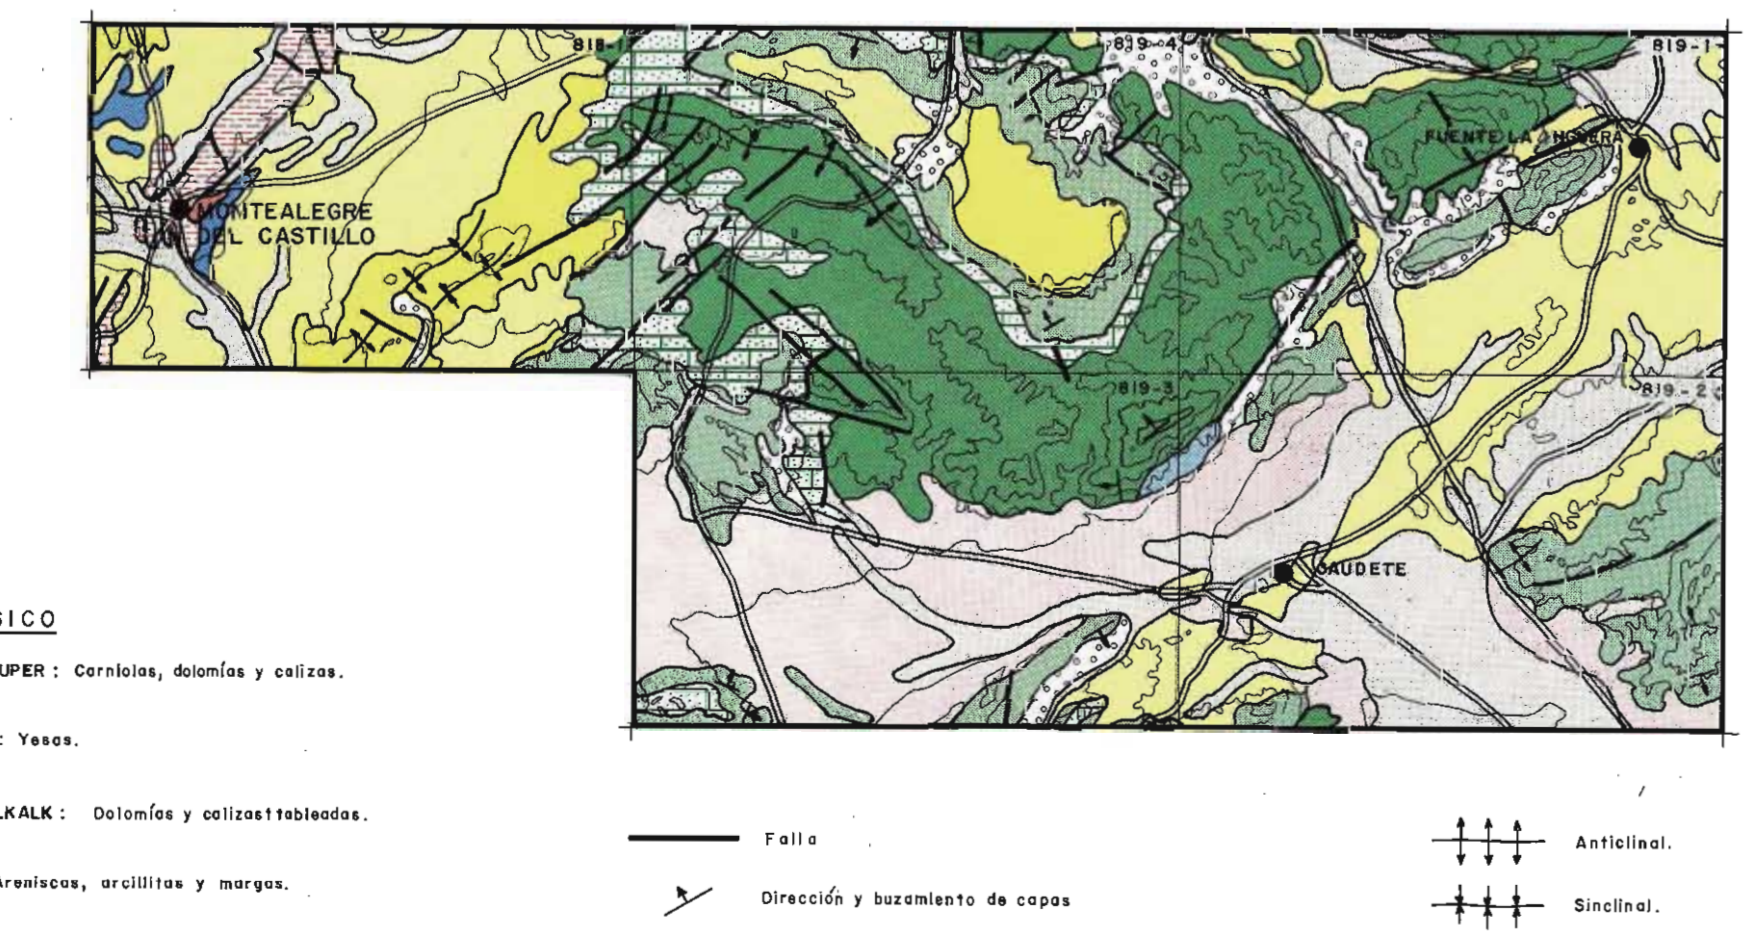 818-1
819-4
819-1
FUENTE LA HIGUERA
MONTEALEGRE
DEL CASTILLO
819-3
819-2
CAUDETE
SICO
UPER : Carniolas, dolomías y calizas.
: Yesos.
LKALK : Dolomías y calizas tableadas.
Areniscas, arcillitas y margas.
Falla
Dirección y buzamiento de capas
Anticlinal.
Sinclinal.